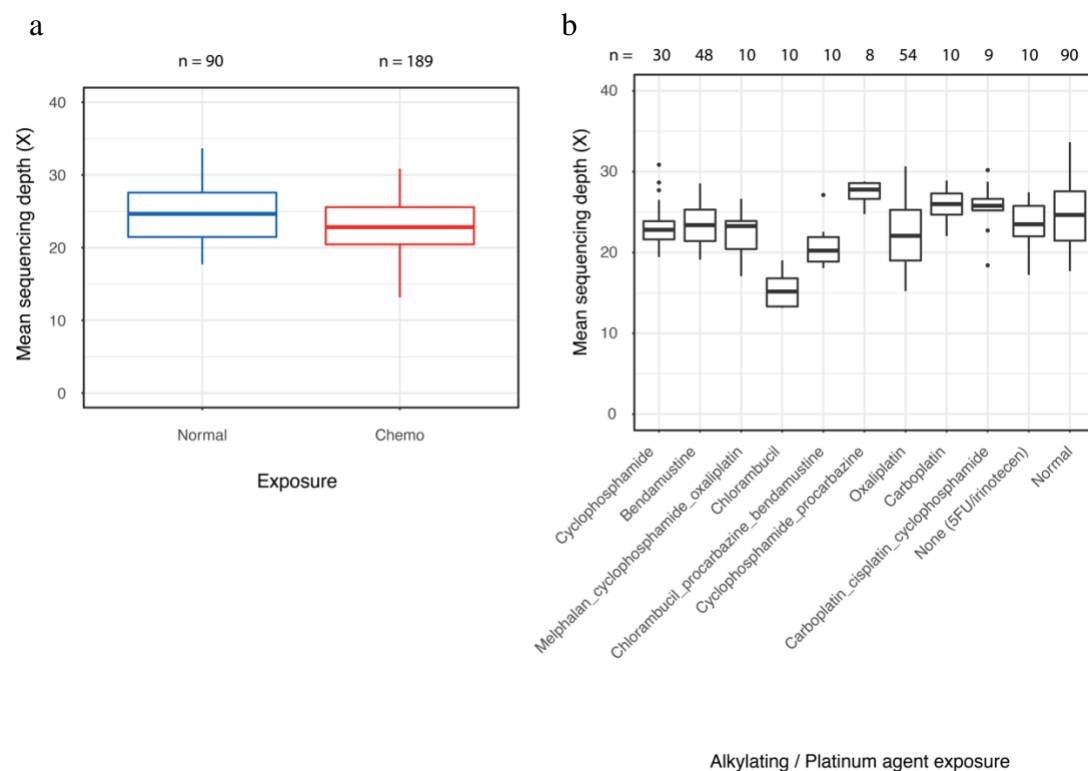 a
n = 90
n = 189
Mean sequencing depth (X)
40
30
20
10
0
Normal
Chemo
Exposure
b
n = 30 48 10 10 10 8 54 10 9 10 90
Mean sequencing depth (X)
40
30
20
10
0
Cyclophosphamide
Bendamustine
Melphalan_cyclophosphamide_oxaliplatin
Chlorambucil
Chlorambucil_procarbazine_bendamustine
Cyclophosphamide_procarbazine
Oxaliplatin
Carboplatin
Carboplatin_cisplatin_cyclophosphamide
None (5FU/irinotecen)
Normal
Alkylating / Platinum agent exposure